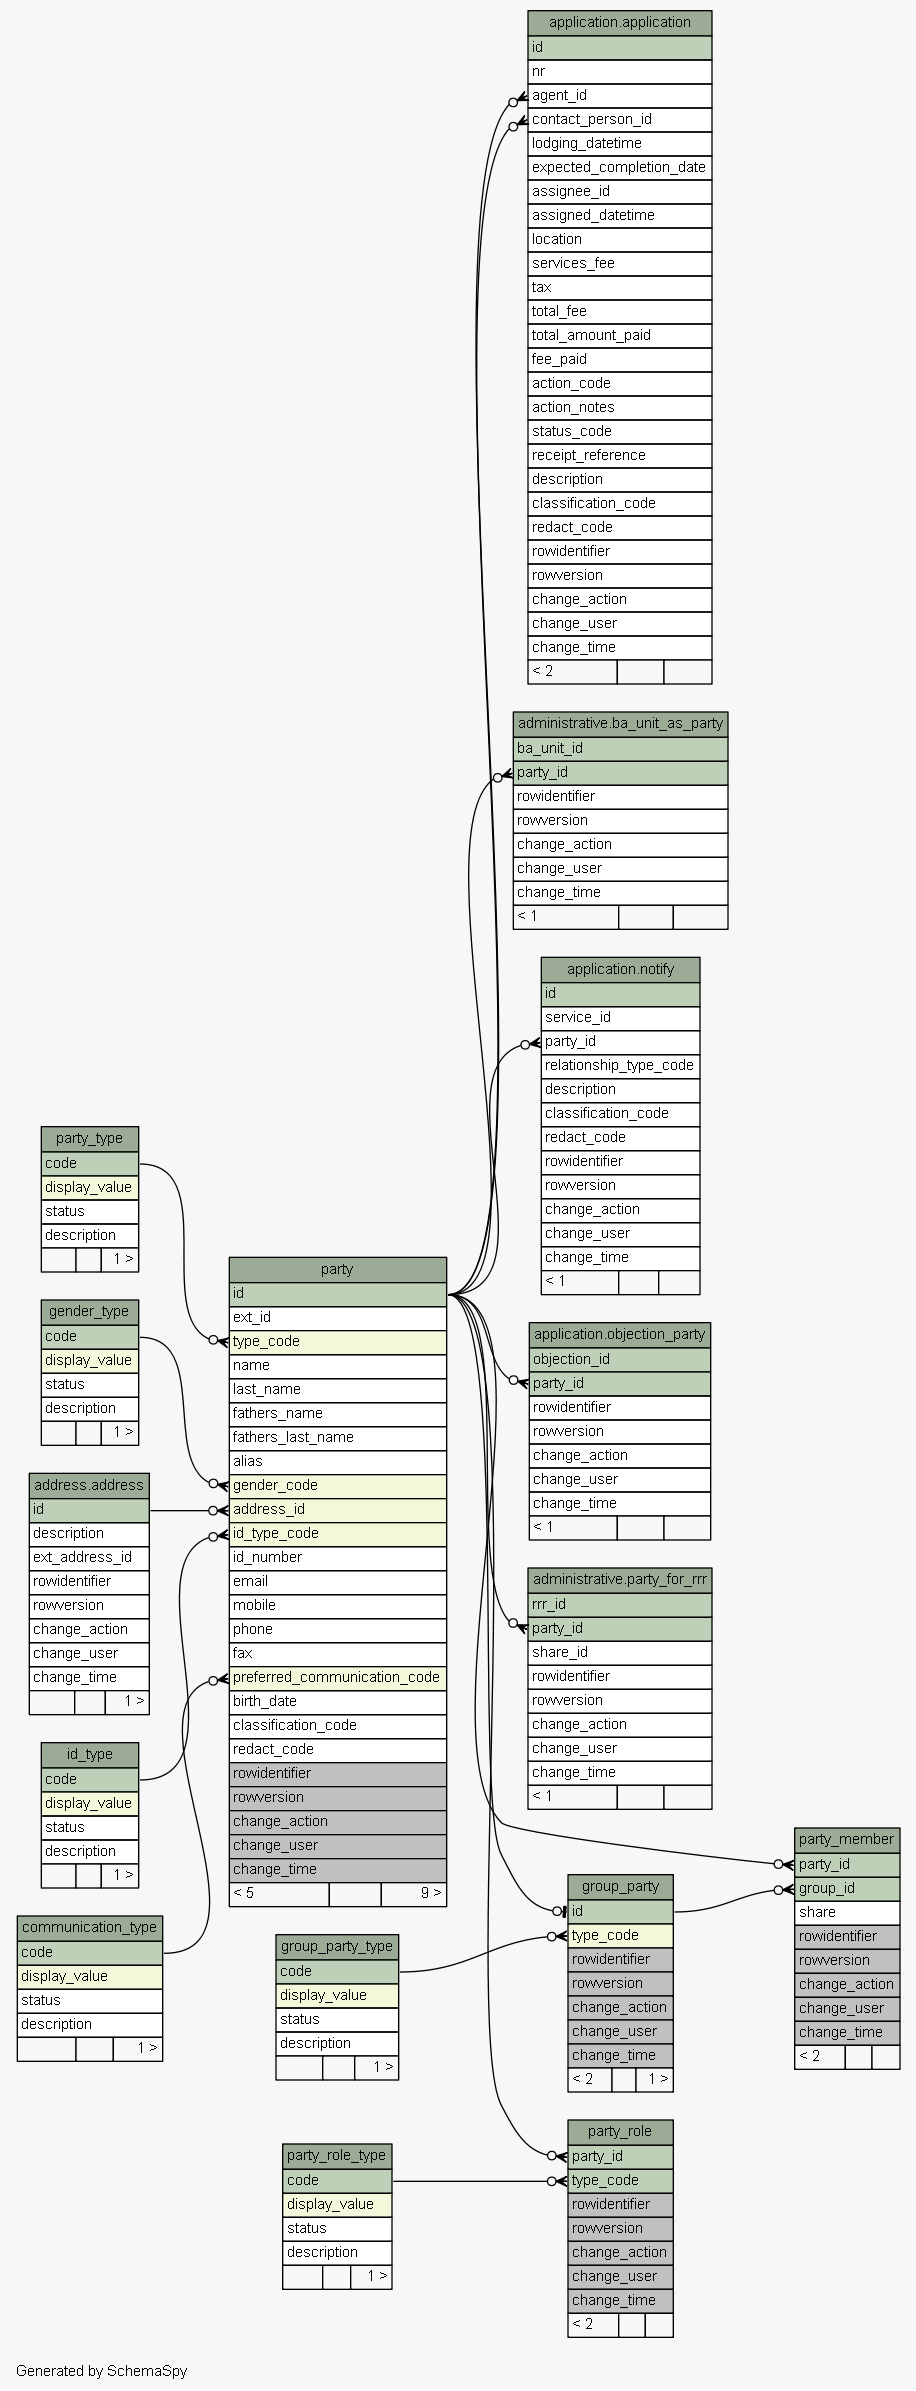 application.application
id
nr
agent_id
contact_person_id
lodging_datetime
expected_completion_date
assignee_id
assigned_datetime
location
services_fee
tax
total_fee
total_amount_paid
fee_paid
action_code
action_notes
status_code
receipt_reference
description
classification_code
redact_code
rowidentifier
rowversion
change_action
change_user
change_time
< 2
administrative.ba_unit_as_party
ba_unit_id
party_id
rowidentifier
rowversion
change_action
change_user
change_time
< 1
application.notify
id
service_id
party_id
relationship_type_code
description
classification_code
redact_code
rowidentifier
rowversion
change_action
change_user
change_time
< 1
party_type
code
display_value
status
description
1 >
gender_type
code
display_value
status
description
1 >
address.address
id
description
ext_address_id
rowidentifier
rowversion
change_action
change_user
change_time
1 >
id_type
code
display_value
status
description
1 >
communication_type
code
display_value
status
description
1 >
party
id
ext_id
type_code
name
last_name
fathers_name
fathers_last_name
alias
gender_code
address_id
id_type_code
id_number
email
mobile
phone
fax
preferred_communication_code
birth_date
classification_code
redact_code
rowidentifier
rowversion
change_action
change_user
change_time
< 5
9 >
application.objection_party
objection_id
party_id
rowidentifier
rowversion
change_action
change_user
change_time
< 1
administrative.party_for_rrr
rrr_id
party_id
share_id
rowidentifier
rowversion
change_action
change_user
change_time
< 1
party_member
party_id
group_id
share
rowidentifier
rowversion
change_action
change_user
change_time
< 2
group_party
id
type_code
rowidentifier
rowversion
change_action
change_user
change_time
< 2
1 >
group_party_type
code
display_value
status
description
1 >
party_role
party_id
type_code
rowidentifier
rowversion
change_action
change_user
change_time
< 2
party_role_type
code
display_value
status
description
1 >
Generated by SchemaSpy